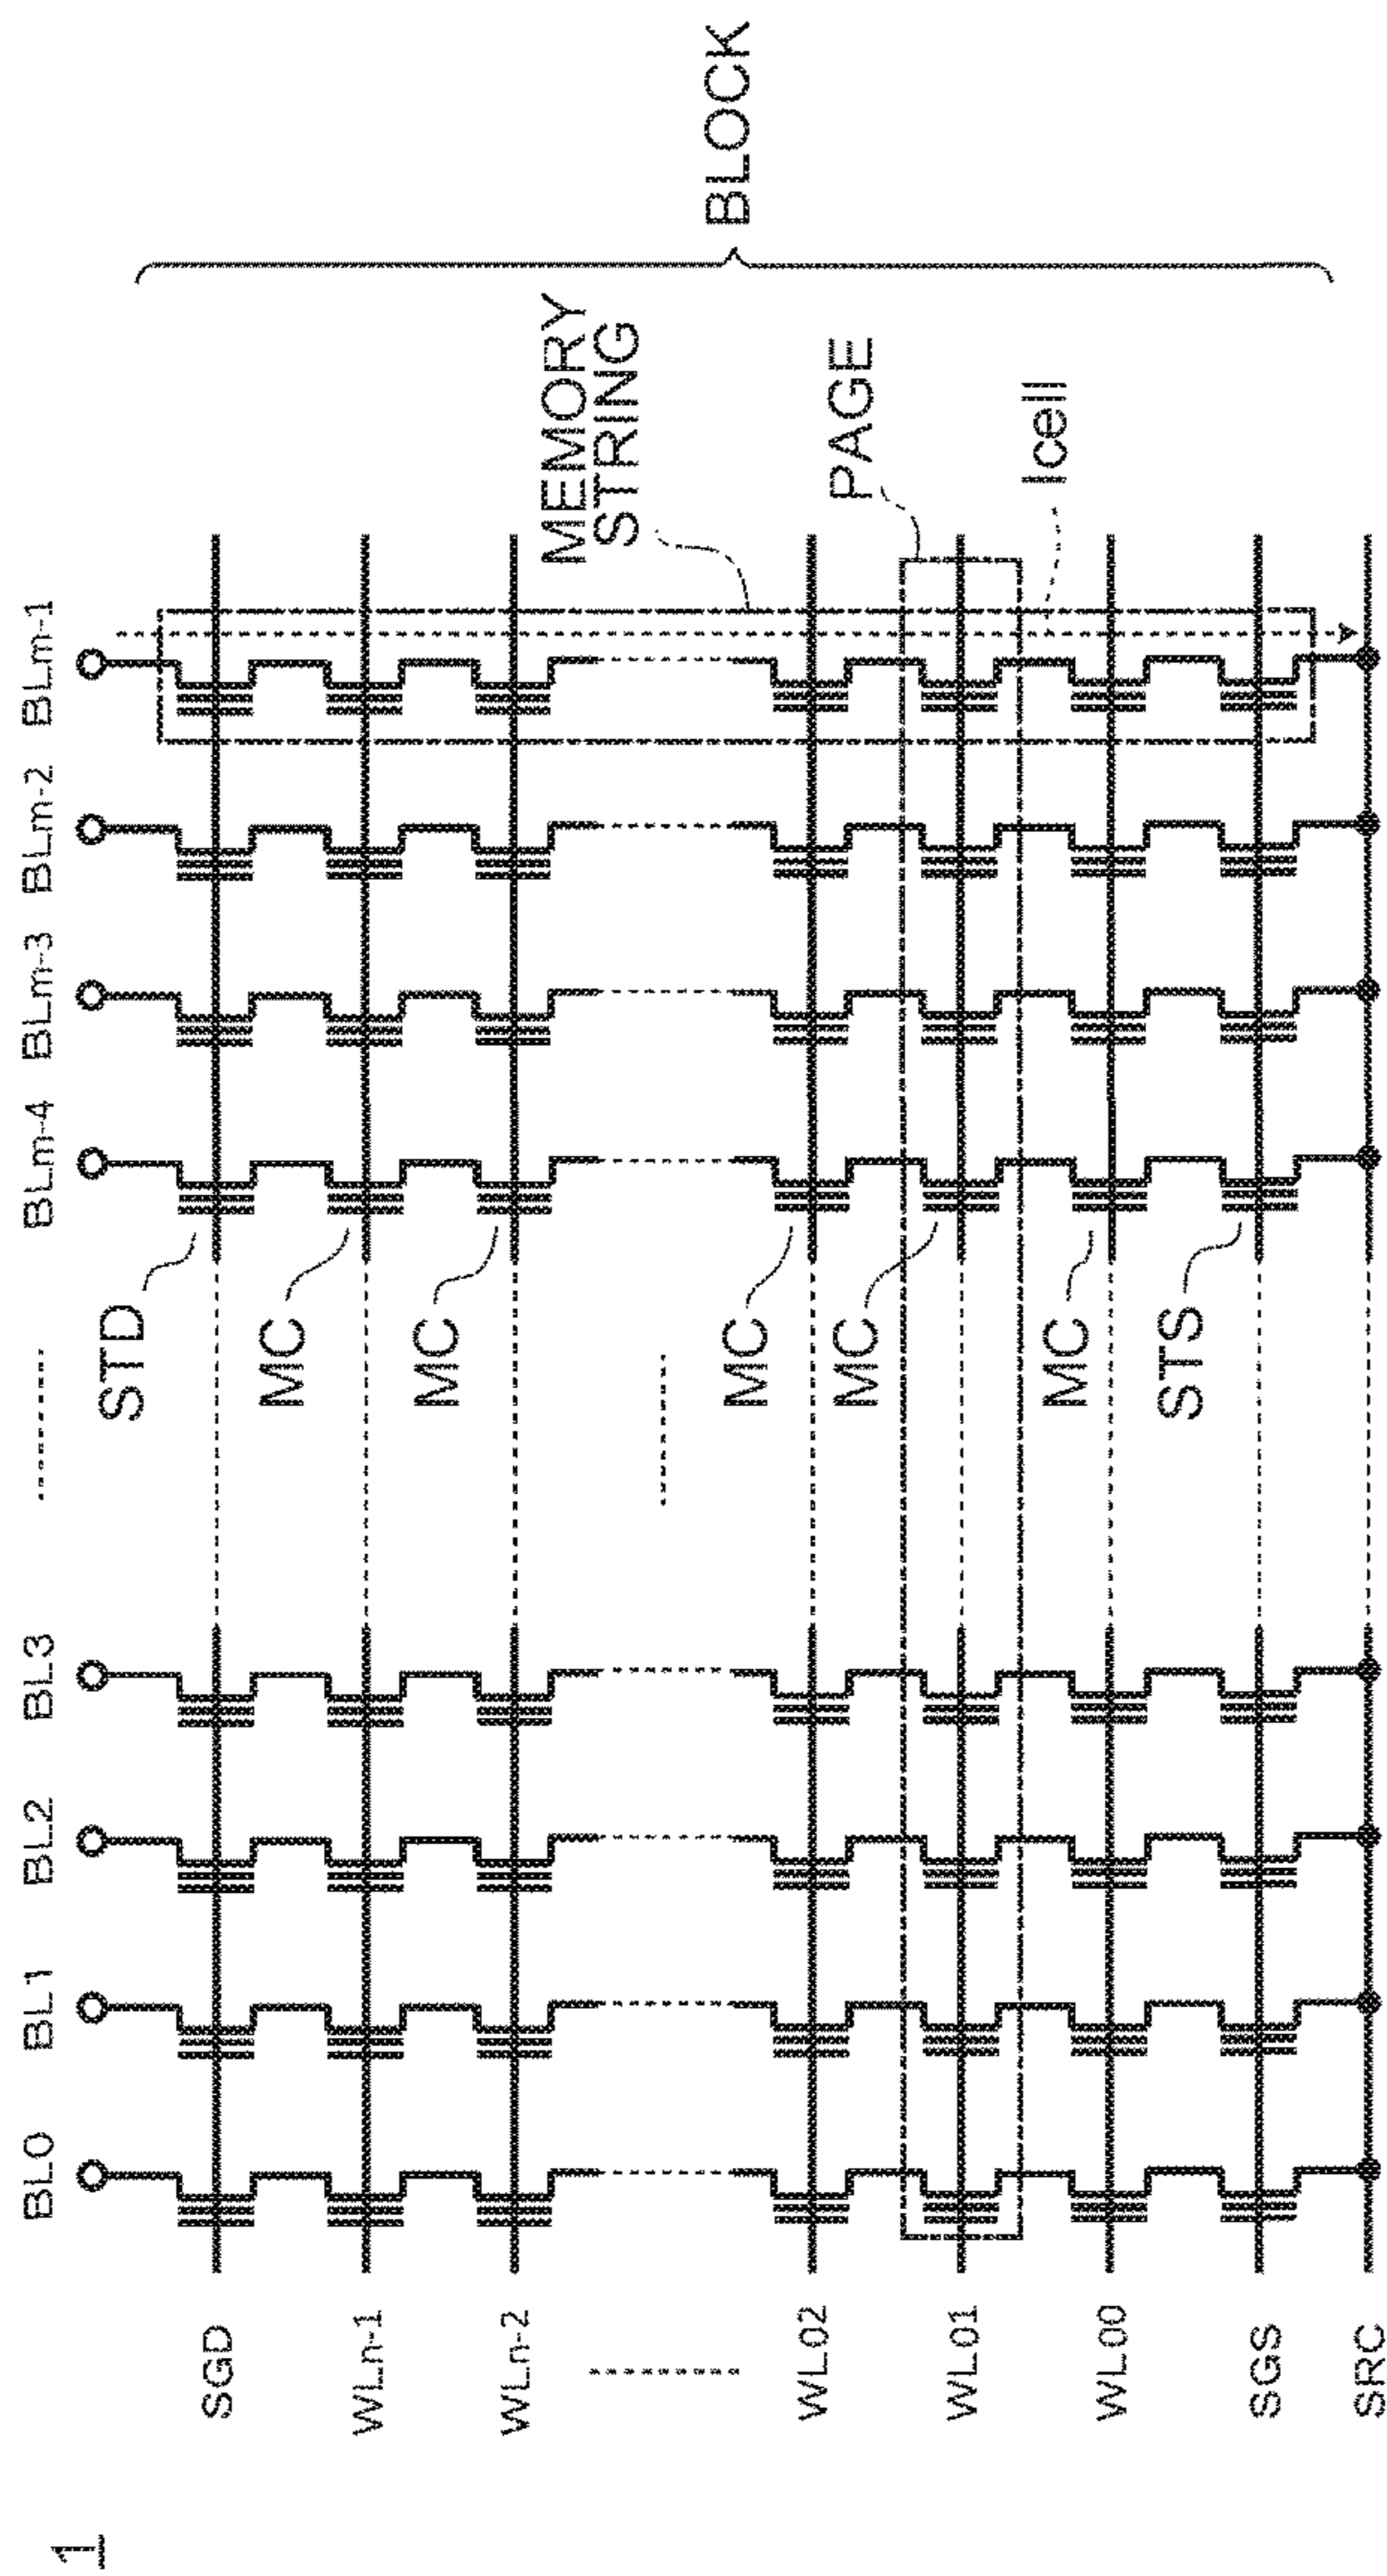 1
BL0 BL1 BL2 BL3 ........ BLm-4 BLm-3 BLm-2 BLm-1
STD
SGD
MC
WLn-1
MC
WLn-2
MEMORY
STRING
BLOCK
MC
WL02
MC
WL01
PAGE
MC
WL00
Icell
STS
SGS
SRC